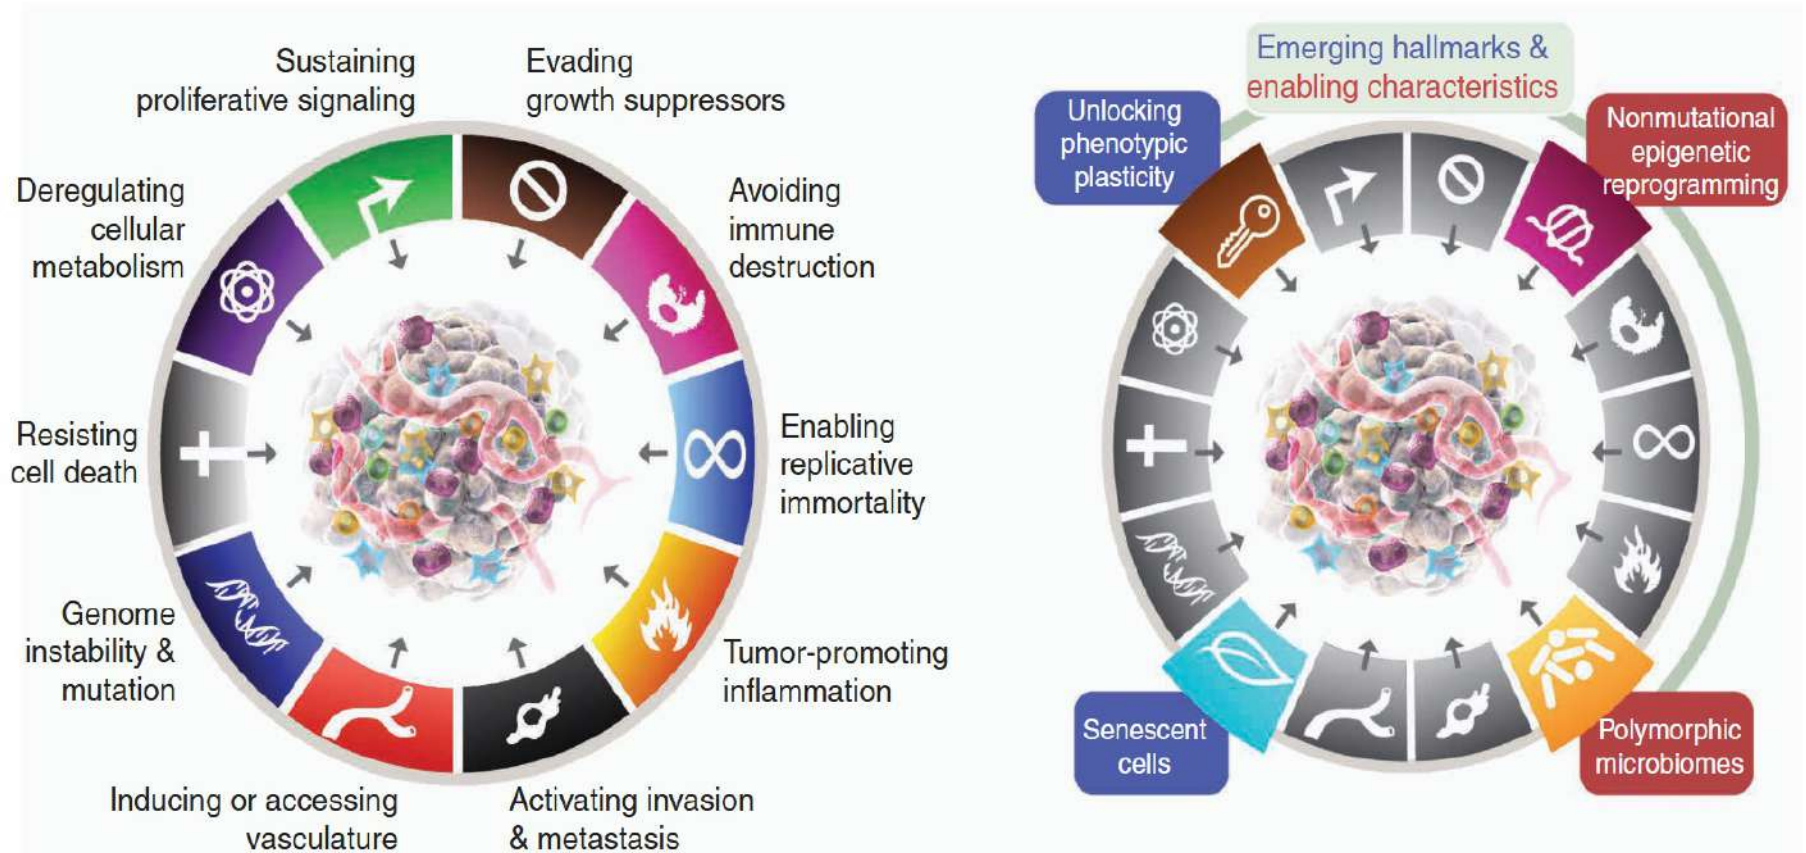 Sustaining
proliferative signaling
Evading
growth suppressors
Deregulating
cellular
metabolism
Avoiding
immune
destruction
Resisting
cell death
Enabling
replicative
immortality
Genome
instability &
mutation
Tumor-promoting
inflammation
Inducing or accessing
vasculature
Activating invasion
& metastasis
Emerging hallmarks &
enabling characteristics
Unlocking
phenotypic
plasticity
Nonmutational
epigenetic
reprogramming
Senescent
cells
Polymorphic
microbiomes